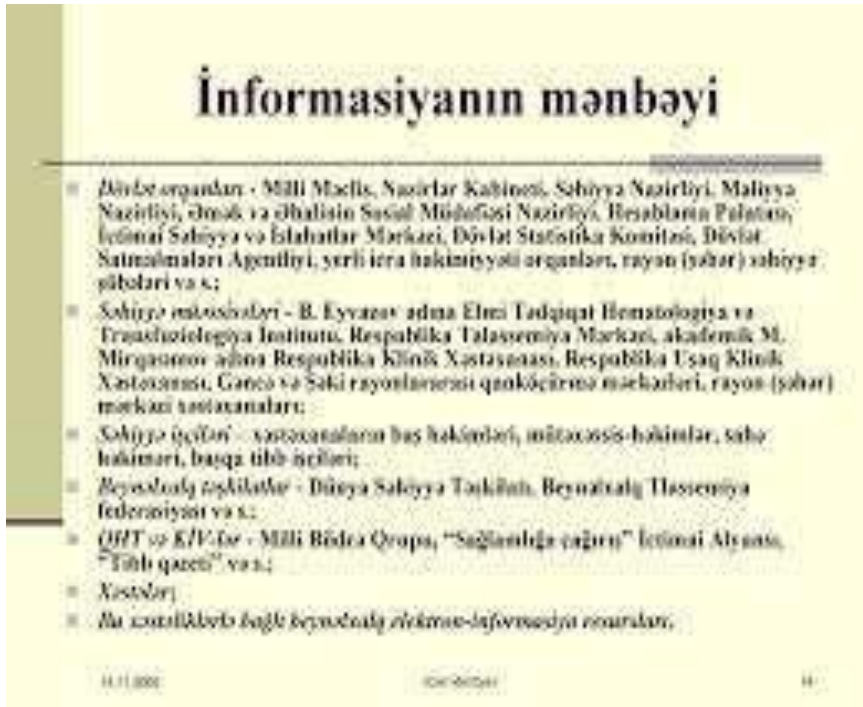 İnformasiyanın mənbəyi
Dövlət orqanları - Milli Məclis, Nazirlər Kabineti, Səhiyyə Nazirliyi, Maliyyə
Nazirliyi, Əmək və Əhalinin Sosial Müdafiəsi Nazirliyi, Hesablama Palatası,
İctimai Səhiyyə və İslahatlar Mərkəzi, Dövlət Statistika Komitəsi, Dövlət
Satınalmaları Agentliyi, yerli icra hakimiyyəti orqanları, rayon (şəhər) səhiyyə
şöbələri və s.;
Səhiyyə müəssisələri - B. Eyvazov adına Elmi Tədqiqat Hematologiya və
Transfuziologiya Institutu, Respublika Talassemiya Mərkəzi, akademik M.
Mirqasımov adına Respublika Klinik Xəstəxanası, Respublika Uşaq Klinik
Xəstəxanası, Gəncə və Şəki rayonlararası qanköçürmə mərkəzləri, rayon (şəhər)
mərkəzi xəstəxanaları;
Səhiyyə işçiləri - xəstəxanaların baş həkimləri, mütəxəssis-həkimlər, sahə
həkimləri, başqa tibb işçiləri;
Beynəlxalq təşkilatlar - Dünya Səhiyyə Təşkilatı, Beynəlxalq
federasiyası və s.;
QHT və KİV-lər - Milli Büdcə Qrupu, “Sağlamlığa çağırış” İctimai Alyansı,
“Tibb qəzeti” və s.;
Xəstələr;
Bu xəstəliklərlə bağlı beynəlxalq elektron-informasiya resursları.